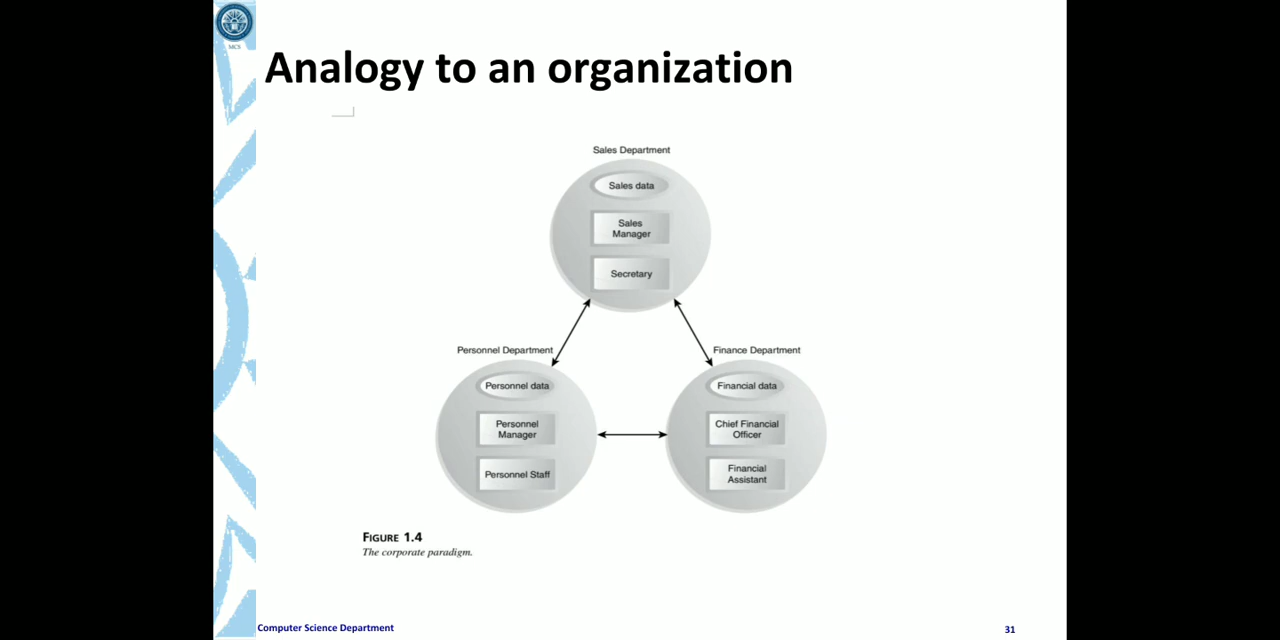 MCS
Analogy to an organization
Sales Department
Sales data
Sales
Manager
Secretary
Personnel Department
Personnel data
Personnel
Manager
Personnel Staff
Finance Department
Financial data
Chief Financial
Officer
Financial
Assistant
FIGURE 1.4
The corporate paradigm.
Computer Science Department
31